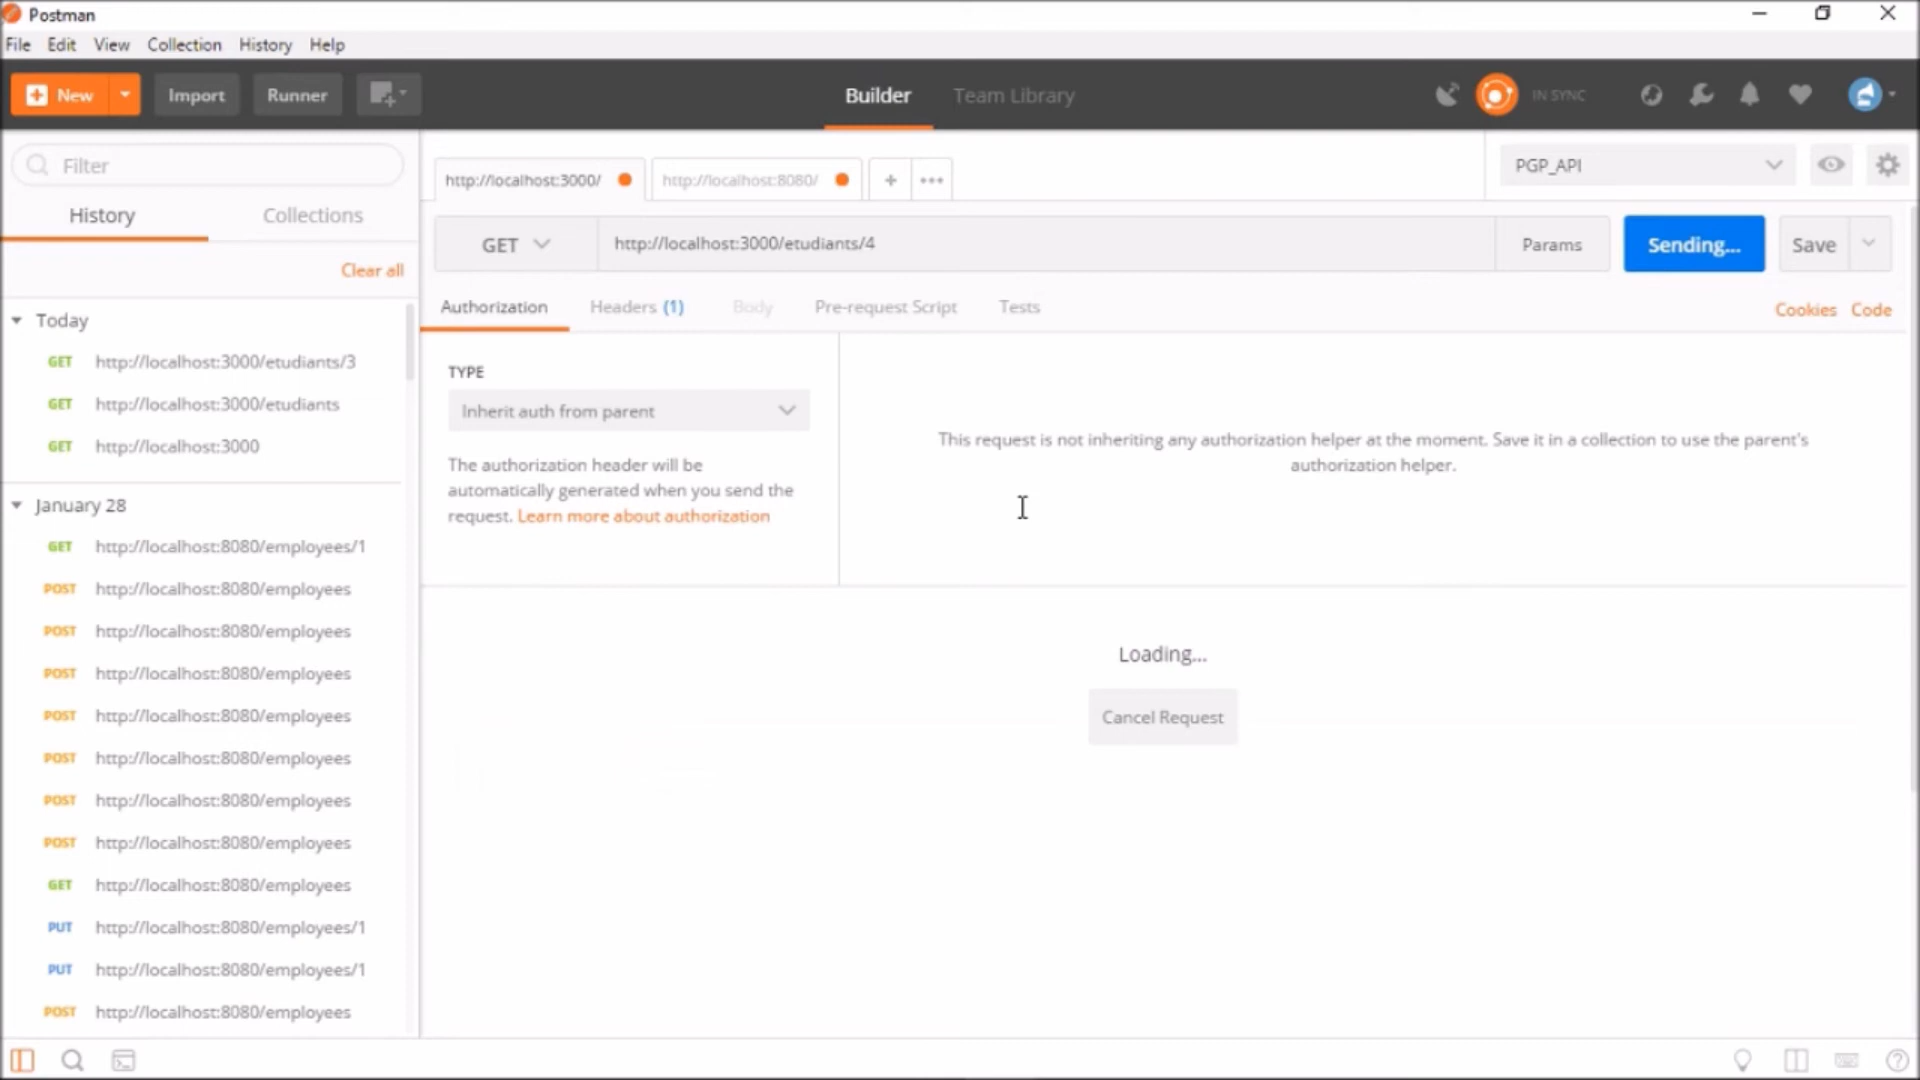 Postman
File Edit View Collection History Help
New Import Runner Builder Team Library IN SYNC
Filter
History Collections
Clear all
Today
GET http://localhost:3000/etudiants/3
GET http://localhost:3000/etudiants
GET http://localhost:3000
January 28
GET http://localhost:8080/employees/1
POST http://localhost:8080/employees
POST http://localhost:8080/employees
POST http://localhost:8080/employees
POST http://localhost:8080/employees
POST http://localhost:8080/employees
POST http://localhost:8080/employees
POST http://localhost:8080/employees
GET http://localhost:8080/employees
PUT http://localhost:8080/employees/1
PUT http://localhost:8080/employees/1
POST http://localhost:8080/employees
http://localhost:3000/ http://localhost:8080/ + ••• PGP_API
GET http://localhost:3000/etudiants/4 Params Sending... Save
Authorization Headers (1) Body Pre-request Script Tests Cookies Code
TYPE
Inherit auth from parent
The authorization header will be
automatically generated when you send the
request. Learn more about authorization
This request is not inheriting any authorization helper at the moment. Save it in a collection to use the parent's
authorization helper.
Loading...
Cancel Request